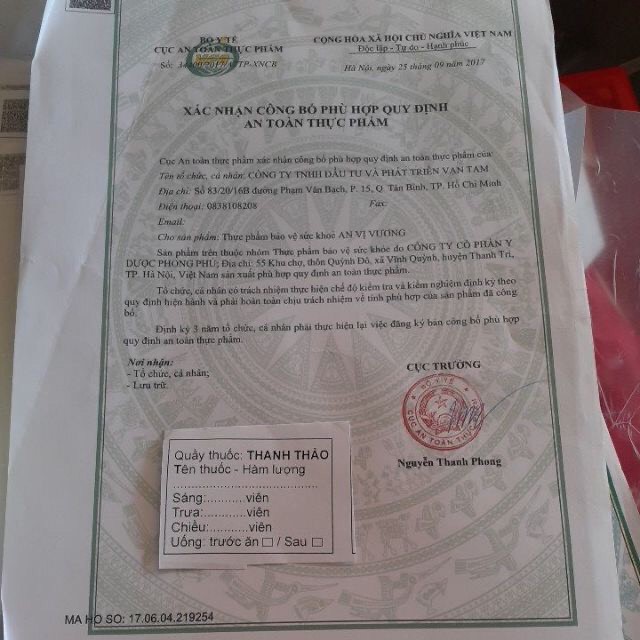 BỘ Y TẾ
CỤC AN TOÀN THỰC PHẨM
Số: /2017/ATTP-XNCB
CỘNG HÒA XÃ HỘI CHỦ NGHĨA VIỆT NAM
Độc lập - Tự do - Hạnh phúc
Hà Nội, ngày 25 tháng 09 năm 2017
XÁC NHẬN CÔNG BỐ PHÙ HỢP QUY ĐỊNH
AN TOÀN THỰC PHẨM
Cục An toàn thực phẩm xác nhận công bố phù hợp quy định an toàn thực phẩm của:
Tên tổ chức, cá nhân: CÔNG TY TNHH ĐẦU TƯ VÀ PHÁT TRIỂN VẠN TAM
Địa chỉ: Số 83/20/16B đường Phạm Văn Bạch, P. 15, Q. Tân Bình, TP. Hồ Chí Minh
Điện thoại: 0838108208 Fax:
Email:
Cho sản phẩm: Thực phẩm bảo vệ sức khoẻ AN VỊ VƯƠNG
Sản phẩm trên thuộc nhóm Thực phẩm bảo vệ sức khỏe do CÔNG TY CỔ PHẦN Y
DƯỢC PHONG PHÚ; Địa chỉ: 55 Khu chợ, thôn Quỳnh Đô, xã Vĩnh Quỳnh, huyện Thanh Trì,
TP. Hà Nội, Việt Nam sản xuất phù hợp quy định an toàn thực phẩm.
Tổ chức, cá nhân có trách nhiệm thực hiện chế độ kiểm tra và kiểm nghiệm định kỳ theo
quy định hiện hành và phải hoàn toàn chịu trách nhiệm về tính phù hợp của sản phẩm đã công
bố.
Định kỳ 3 năm tổ chức, cá nhân phải thực hiện lại việc đăng ký bản công bố phù hợp
quy định an toàn thực phẩm.
Nơi nhận:
- Tổ chức, cá nhân;
- Lưu trữ.
CỤC TRƯỞNG
BỘ Y TẾ
CỤC AN TOÀN THỰC
Nguyễn Thanh Phong
Quầy thuốc: THANH THẢO
Tên thuốc - Hàm lượng
Sáng:...........viên
Trưa:...........viên
Chiều:..........viên
Uống: trước ăn □ / Sau □
MA HO SO: 17.06.04.219254